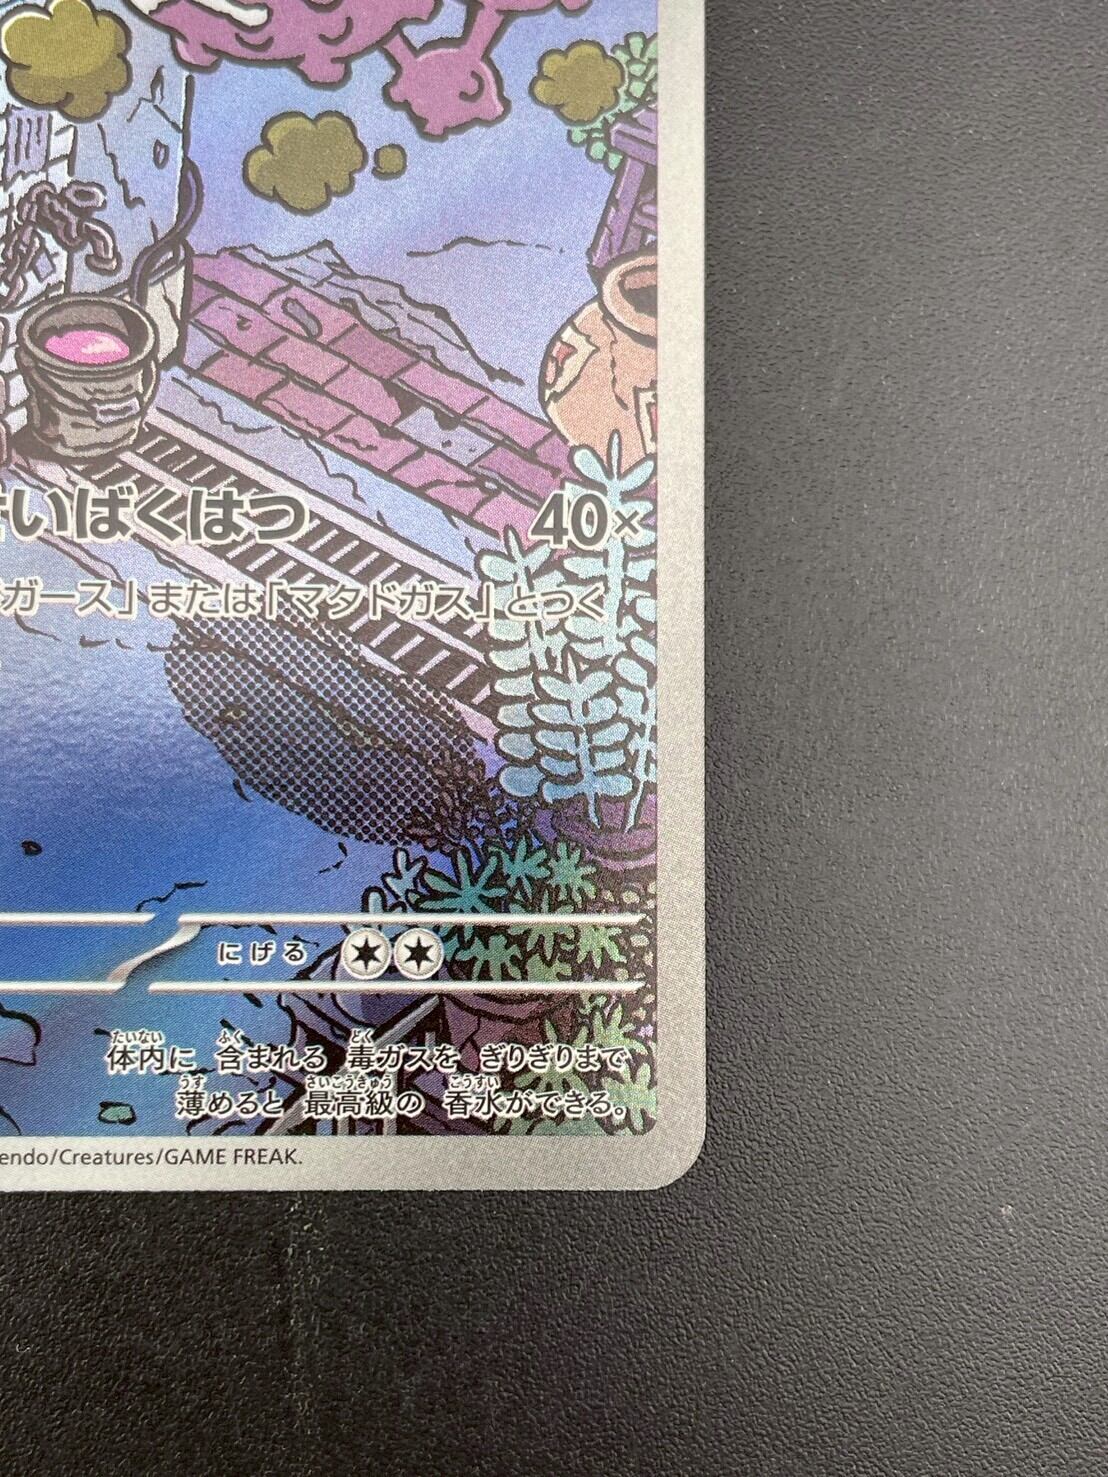 いばくはつ 40×
ガース」または「マタドガス」とつく
にげる
体内に 含まれる 毒ガスを ぎりぎりまで
薄めると 最高級の 香水ができる。
endo/Creatures/GAME FREAK.